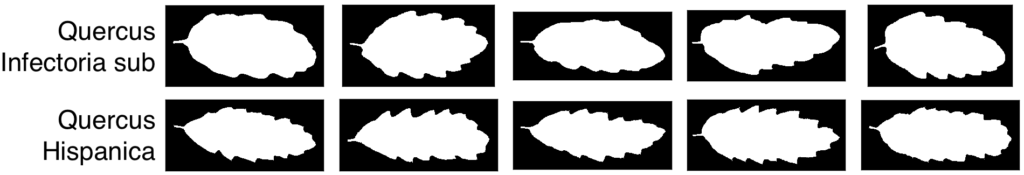 Quercus
Infectoria sub
Quercus
Hispanica